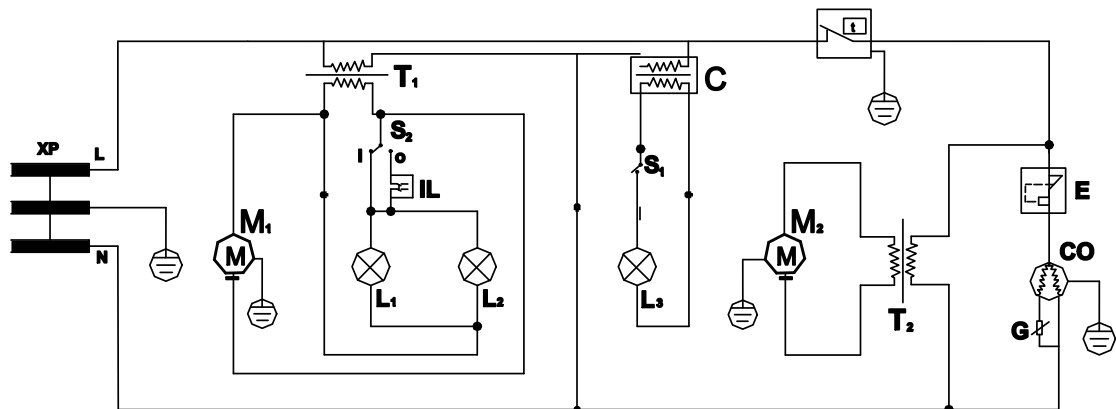 t
T₁
C
XP
L
S₂
I
o
S₁
IL
E
M₁
M₂
M
M
CO
N
L₁
L₂
L₃
T₂
G